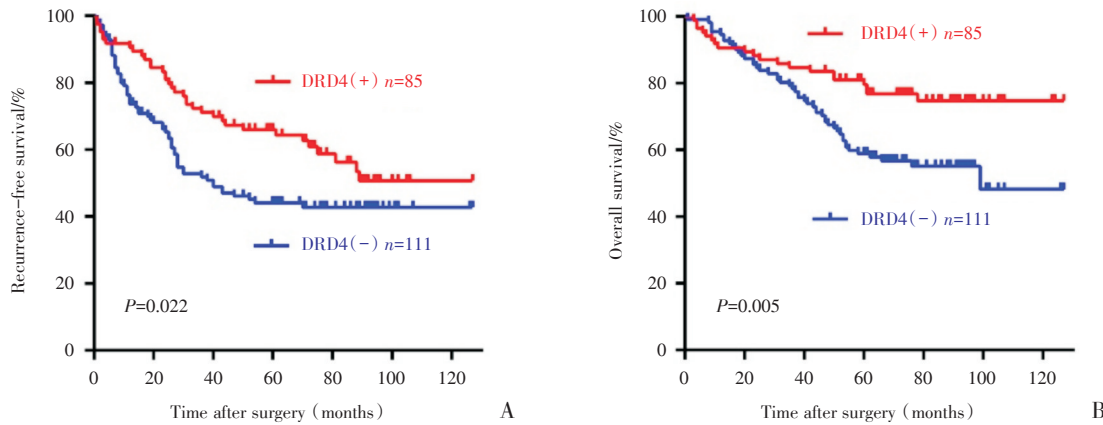 100
80
60
40
20
0
Recurrence-free survival/%
DRD4(+) n=85
DRD4(-) n=111
P=0.022
0 20 40 60 80 100 120
Time after surgery (months)
A
100
80
60
40
20
0
Overall survival/%
DRD4(+) n=85
DRD4(-) n=111
P=0.005
0 20 40 60 80 100 120
Time after surgery (months)
B